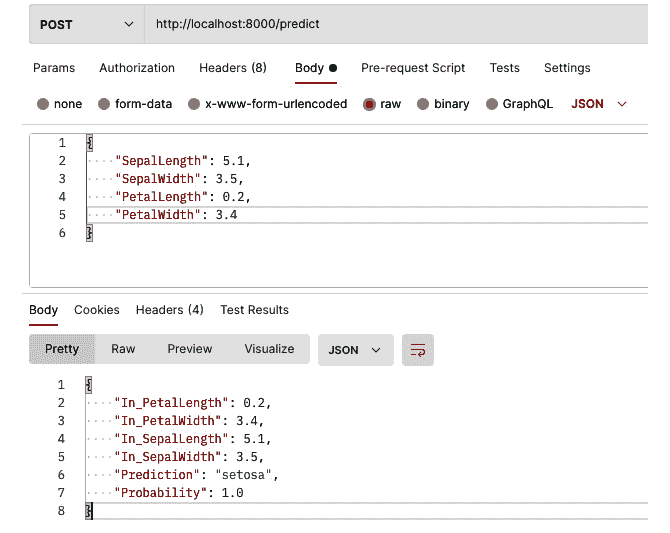 POST http://localhost:8000/predict
Params Authorization Headers (8) Body Pre-request Script Tests Settings
none form-data x-www-form-urlencoded raw binary GraphQL JSON
1 {
2 "SepalLength": 5.1,
3 "SepalWidth": 3.5,
4 "PetalLength": 0.2,
5 "PetalWidth": 3.4
6 }
Body Cookies Headers (4) Test Results
Pretty Raw Preview Visualize JSON
1 {
2 "In_PetalLength": 0.2,
3 "In_PetalWidth": 3.4,
4 "In_SepalLength": 5.1,
5 "In_SepalWidth": 3.5,
6 "Prediction": "setosa",
7 "Probability": 1.0
8 }